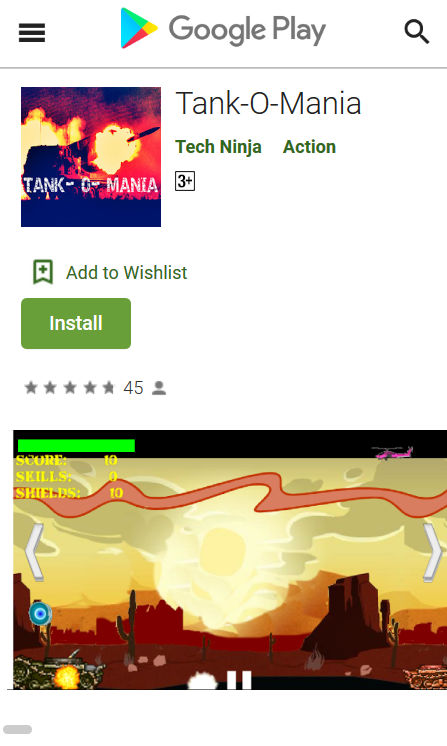 Google Play
Tank-O-Mania
TANK- O- MANIA
Tech Ninja Action
3+
Add to Wishlist
Install
45
SCORE: 10
SKILLS: 0
SHIELDS: 10